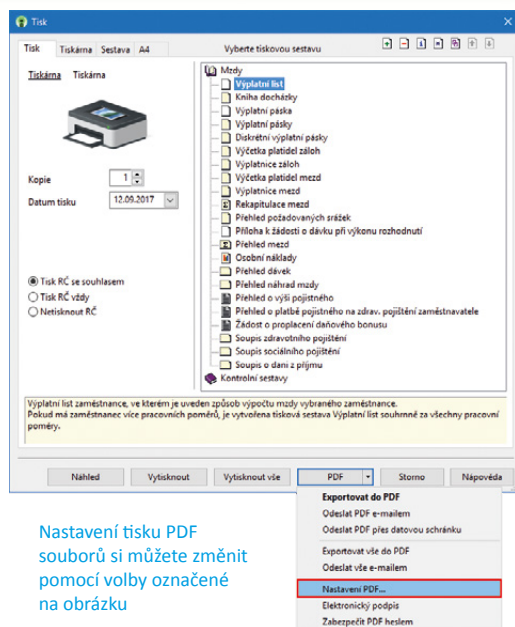 Tisk
Tisk Tiskárna Sestava A4 Vyberte tiskovou sestavu
Tiskárna Tiskárna
Kopie 1
Datum tisku 12.09.2017
Tisk RČ se souhlasem
Tisk RČ vždy
Netisknout RČ
Mzdy
Výplatní list
Kniha docházky
Výplatní páska
Výplatní pásky
Diskrétní výplatní pásky
Výčetka platidel záloh
Výplatnice záloh
Výčetka platidel mezd
Výplatnice mezd
Rekapitulace mezd
Přehled požadovaných srážek
Příloha k žádosti o dávku při výkonu rozhodnutí
Přehled mezd
Osobní náklady
Přehled dávek
Přehled náhrad mzdy
Přehled o výši pojistného
Přehled o platbě pojistného na zdrav. pojištění zaměstnavatele
Žádost o proplacení daňového bonusu
Soupis zdravotního pojištění
Soupis sociálního pojištění
Soupis o dani z příjmu
Kontrolní sestavy
Výplatní list zaměstnance, ve kterém je uveden způsob výpočtu mzdy vybraného zaměstnance.
Pokud má zaměstnanec více pracovních poměrů, je vytvořena tisková sestava Výplatní list souhrnně za všechny pracovní
poměry.
Náhled Vytisknout Vytisknout vše PDF Storno Nápověda
Exportovat do PDF
Odeslat PDF e-mailem
Odeslat PDF přes datovou schránku
Exportovat vše do PDF
Odeslat vše e-mailem
Nastavení PDF...
Elektronický podpis
Zabezpečit PDF heslem
Nastavení tisku PDF
souborů si můžete změnit
pomocí volby označené
na obrázku